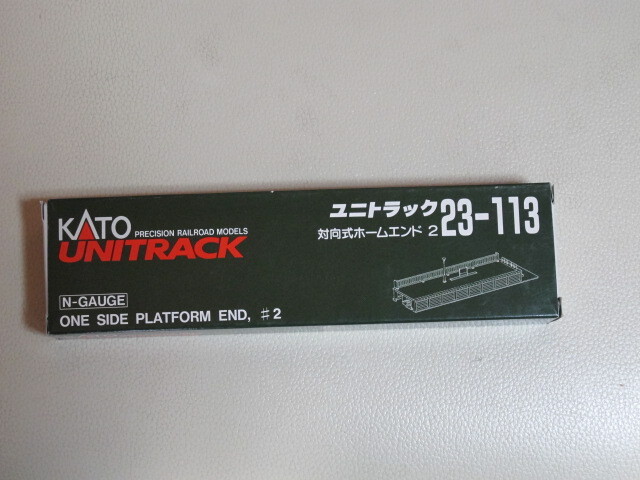 KATO
PRECISION RAILROAD MODELS
UNITRACK
ユニトラック
対向式ホームエンド 2
23-113
N-GAUGE
ONE SIDE PLATFORM END, #2